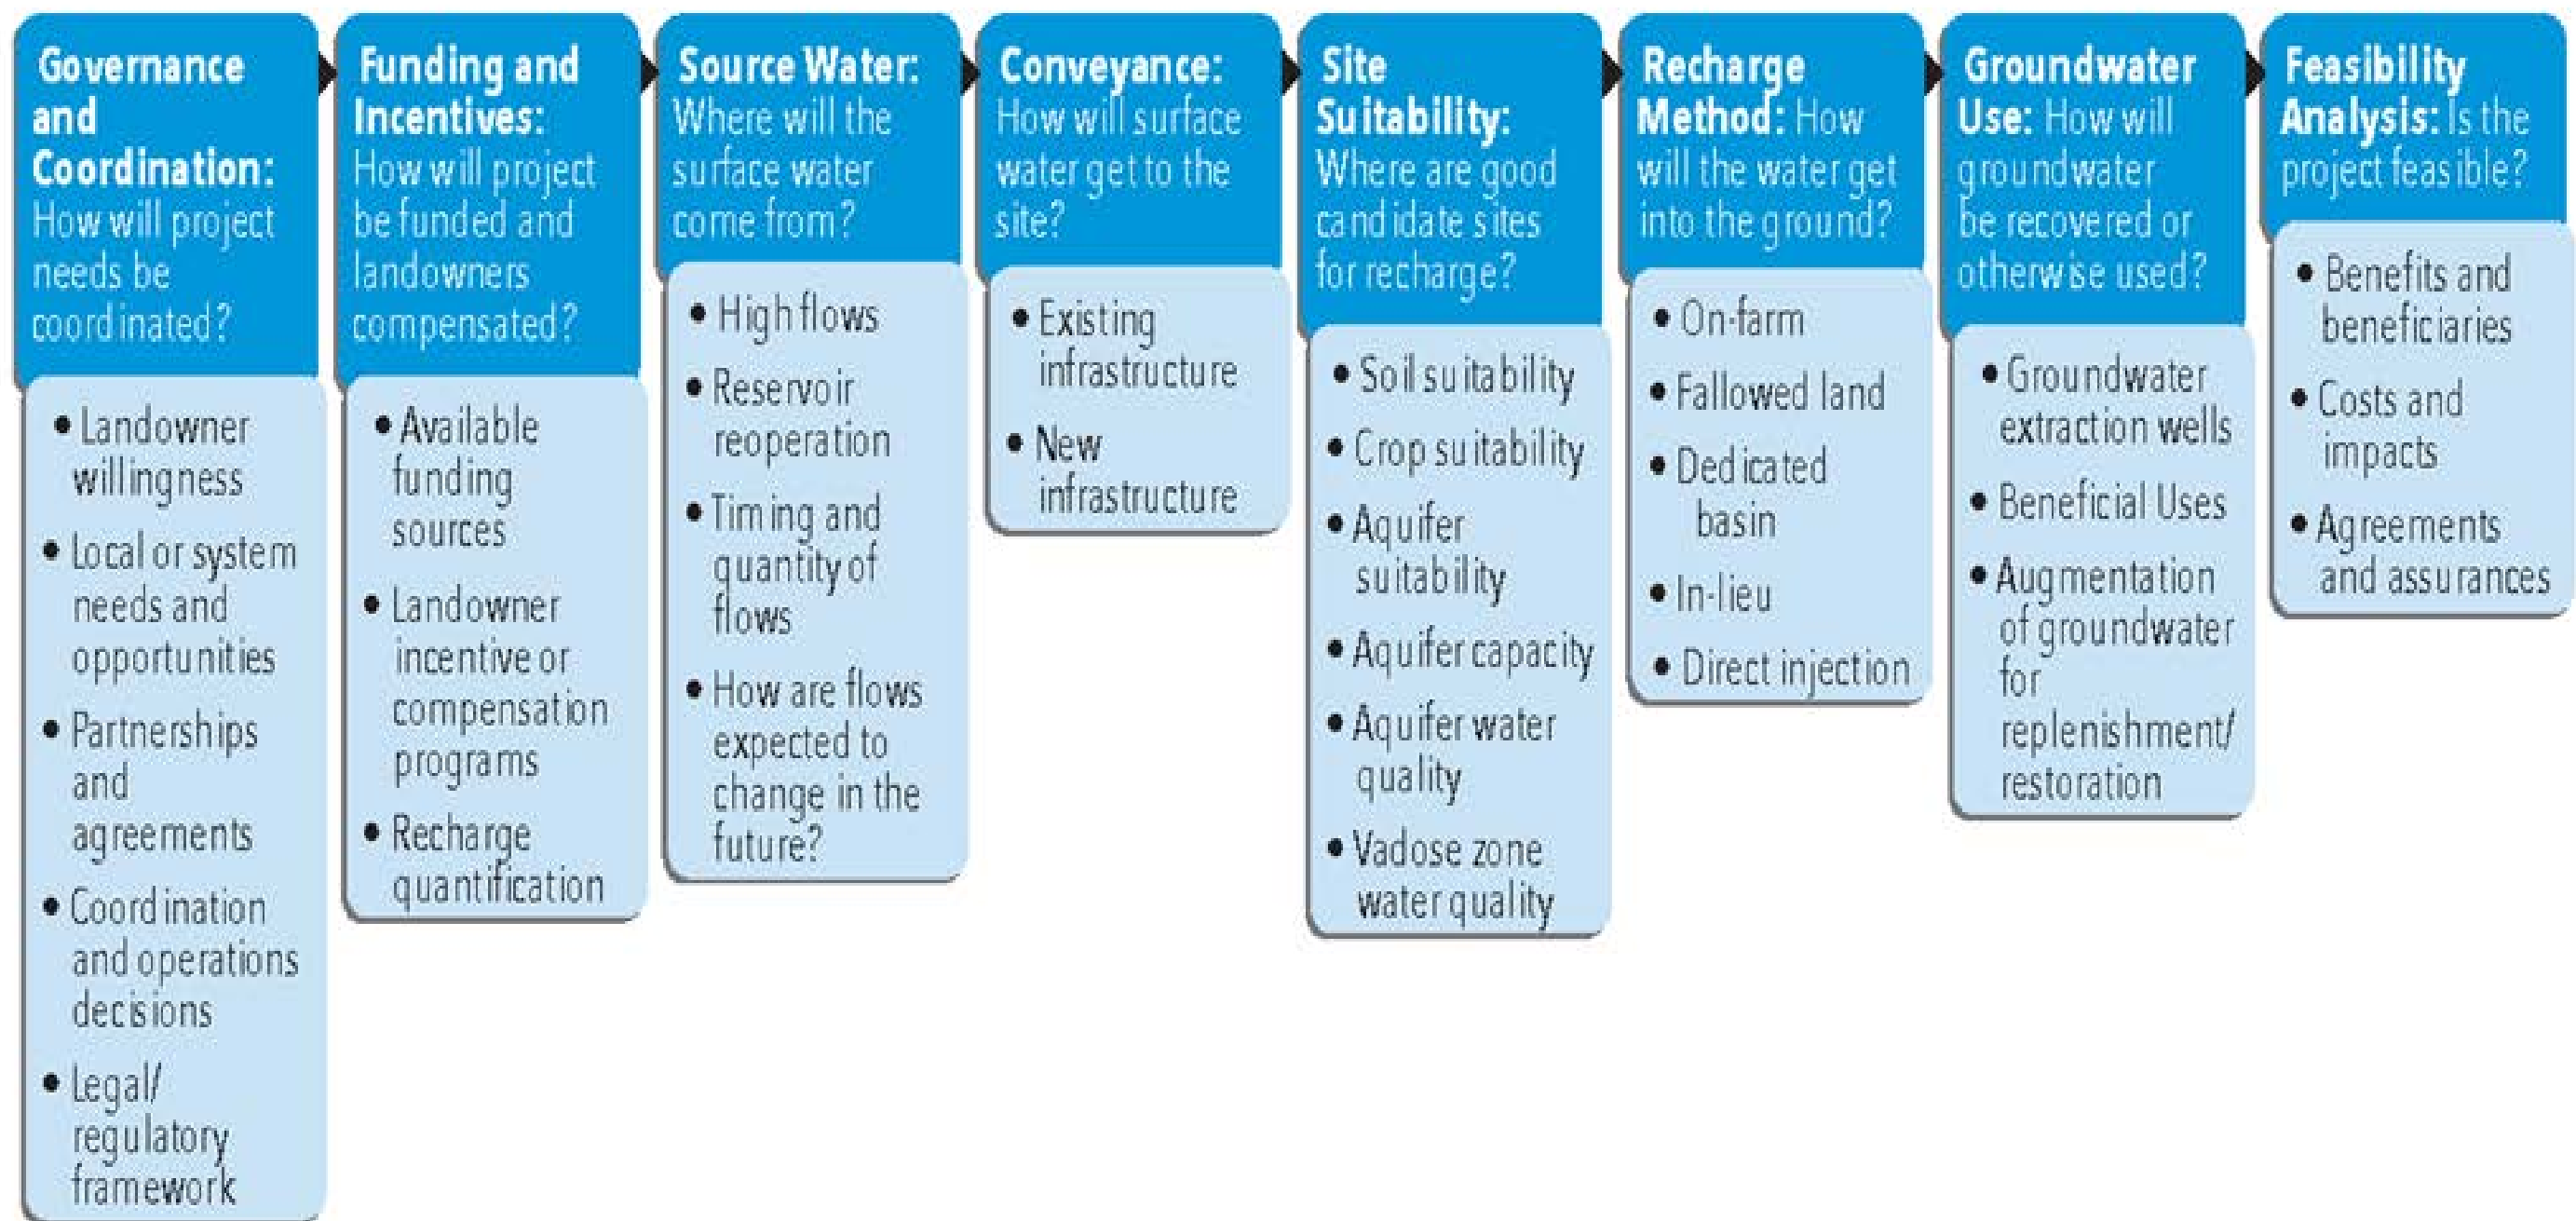 Governance
and
Coordination:
How will project
needs be
coordinated?
• Landowner
willingness
• Local or system
needs and
opportunities
• Partnerships
and
agreements
• Coordination
and operations
decisions
• Legal/
regulatory
framework
Funding and
Incentives:
How will project
be funded and
landowners
compensated?
• Available
funding
sources
• Landowner
incentive or
compensation
programs
• Recharge
quantification
Source Water:
Where will the
surface water
come from?
• High flows
• Reservoir
reoperation
• Timing and
quantity of
flows
• How are flows
expected to
change in the
future?
Conveyance:
How will surface
water get to the
site?
• Existing
infrastructure
• New
infrastructure
Site
Suitability:
Where are good
candidate sites
for recharge?
• Soil suitability
• Crop suitability
• Aquifer
suitability
• Aquifer capacity
• Aquifer water
quality
• Vadose zone
water quality
Recharge
Method: How
will the water get
into the ground?
• On-farm
• Fallowed land
• Dedicated
basin
• In-lieu
• Direct injection
Groundwater
Use: How will
groundwater
be recovered or
otherwise used?
• Groundwater
extraction wells
• Beneficial Uses
• Augmentation
of groundwater
for
replenishment/
restoration
Feasibility
Analysis: Is the
project feasible?
• Benefits and
beneficiaries
• Costs and
impacts
• Agreements
and assurances